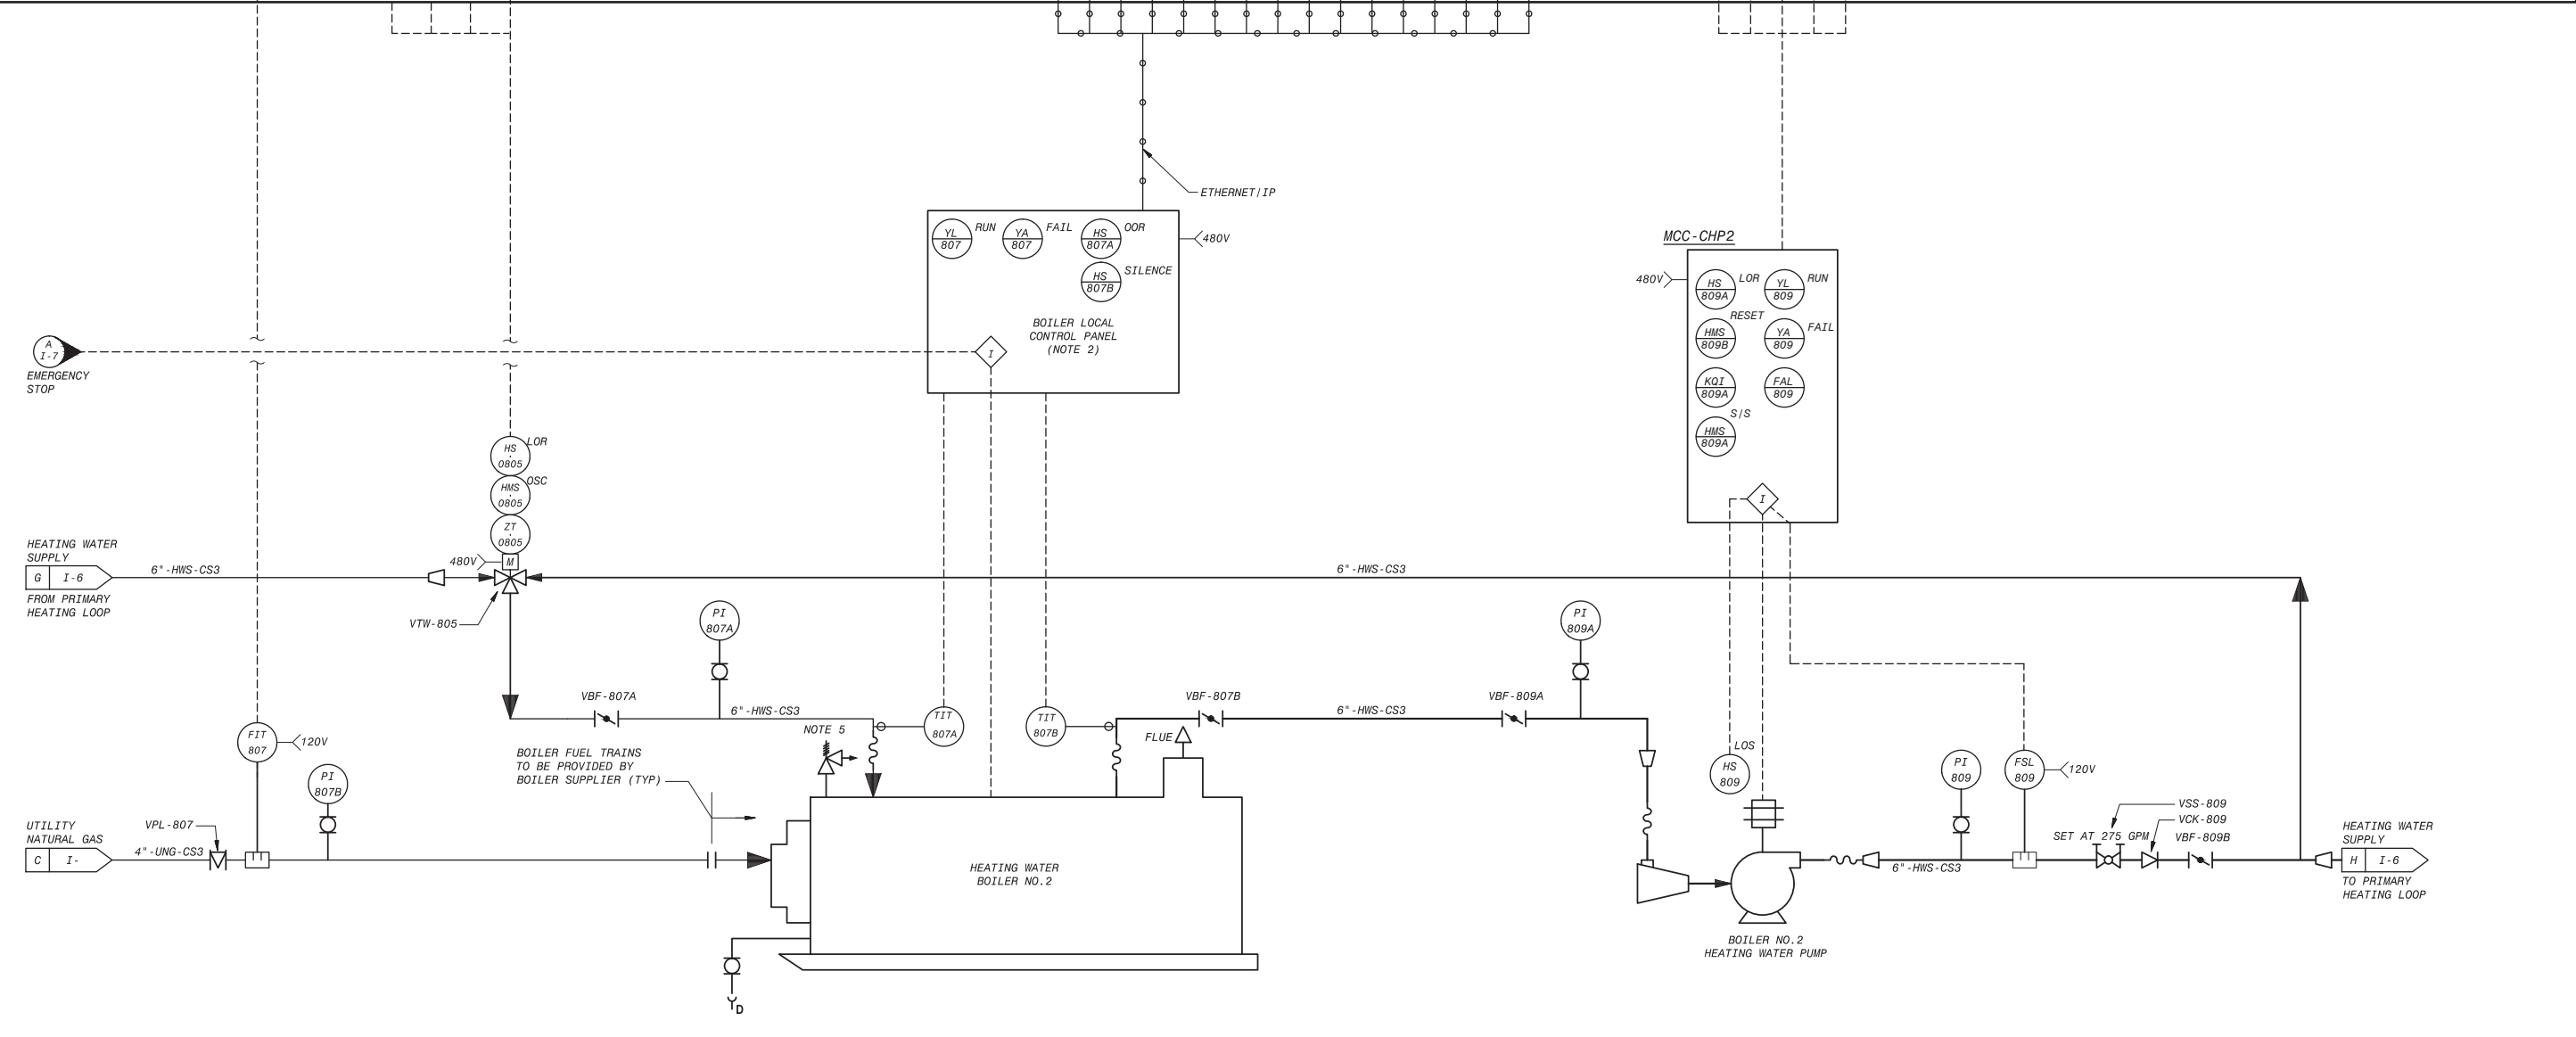 ETHERNET/IP
YL
807
RUN
YA
807
FAIL
HS
807A
OOR
HS
807B
SILENCE
480V
BOILER LOCAL
CONTROL PANEL
(NOTE 2)
I
MCC-CHP2
480V
HS
809A
LOR
YL
809
RUN
HMS
809B
RESET
YA
809
FAIL
KQI
809A
FAL
809
S/S
HMS
809A
I
A
I-7
EMERGENCY
STOP
HS
0805
LOR
HMS
0805
OSC
ZT
0805
480V
M
HEATING WATER
SUPPLY
G
I-6
FROM PRIMARY
HEATING LOOP
6"-HWS-CS3
6"-HWS-CS3
VTW-805
PI
807A
PI
809A
VBF-807A
6"-HWS-CS3
VBF-807B
6"-HWS-CS3
VBF-809A
NOTE 5
TIT
807A
TIT
807B
FLUE
FIT
807
120V
BOILER FUEL TRAINS
TO BE PROVIDED BY
BOILER SUPPLIER (TYP)
PI
807B
LOS
HS
809
PI
809
FSL
809
120V
VSS-809
VCK-809
SET AT 275 GPM
VBF-809B
UTILITY
NATURAL GAS
C
I-
VPL-807
4"-UNG-CS3
HEATING WATER
BOILER NO.2
6"-HWS-CS3
HEATING WATER
SUPPLY
H
I-6
TO PRIMARY
HEATING LOOP
BOILER NO.2
HEATING WATER PUMP
D